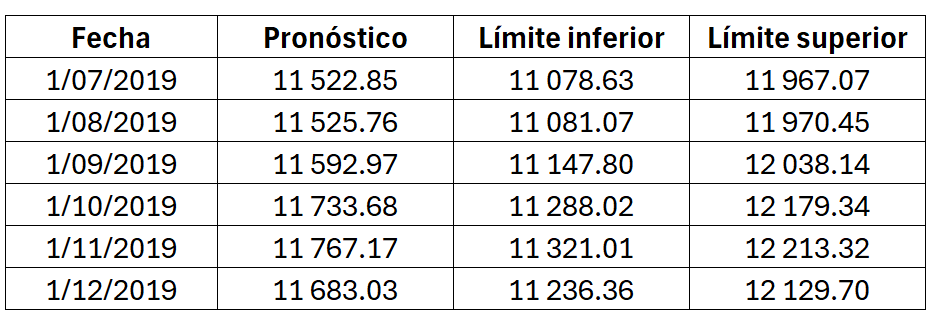 Fecha Pronóstico Límite inferior Límite superior
1/07/2019 11 522.85 11 078.63 11 967.07
1/08/2019 11 525.76 11 081.07 11 970.45
1/09/2019 11 592.97 11 147.80 12 038.14
1/10/2019 11 733.68 11 288.02 12 179.34
1/11/2019 11 767.17 11 321.01 12 213.32
1/12/2019 11 683.03 11 236.36 12 129.70